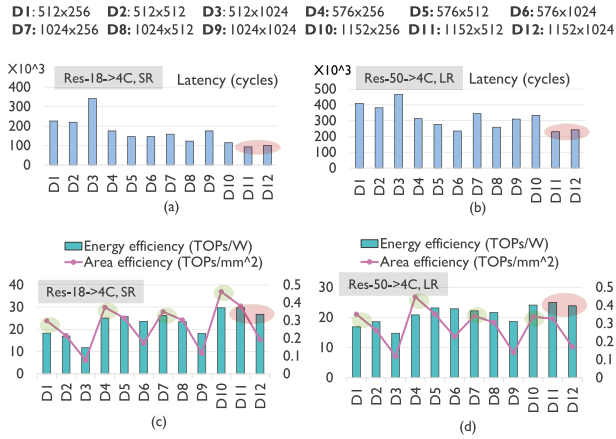 D1: 512x256 D2: 512x512 D3: 512x1024 D4: 576x256 D5: 576x512 D6: 576x1024
D7: 1024x256 D8: 1024x512 D9: 1024x1024 D10: 1152x256 D11: 1152x512 D12: 1152x1024
X10^3
Res-18->4C, SR
Latency (cycles)
400
300
200
100
0
D1 D2 D3 D4 D5 D6 D7 D8 D9 D10 D11 D12
(a)
X10^3
Res-50->4C, LR
Latency (cycles)
500
400
300
200
100
0
D1 D2 D3 D4 D5 D6 D7 D8 D9 D10 D11 D12
(b)
Energy efficiency (TOPs/W)
Area efficiency (TOPs/mm^2)
Res-18->4C, SR
40
30
20
10
0
0.5
0.4
0.3
0.2
0.1
0
D1 D2 D3 D4 D5 D6 D7 D8 D9 D10 D11 D12
(c)
Energy efficiency (TOPs/W)
Area efficiency (TOPs/mm^2)
Res-50->4C, LR
30
20
10
0
0.5
0.4
0.3
0.2
0.1
0
D1 D2 D3 D4 D5 D6 D7 D8 D9 D10 D11 D12
(d)